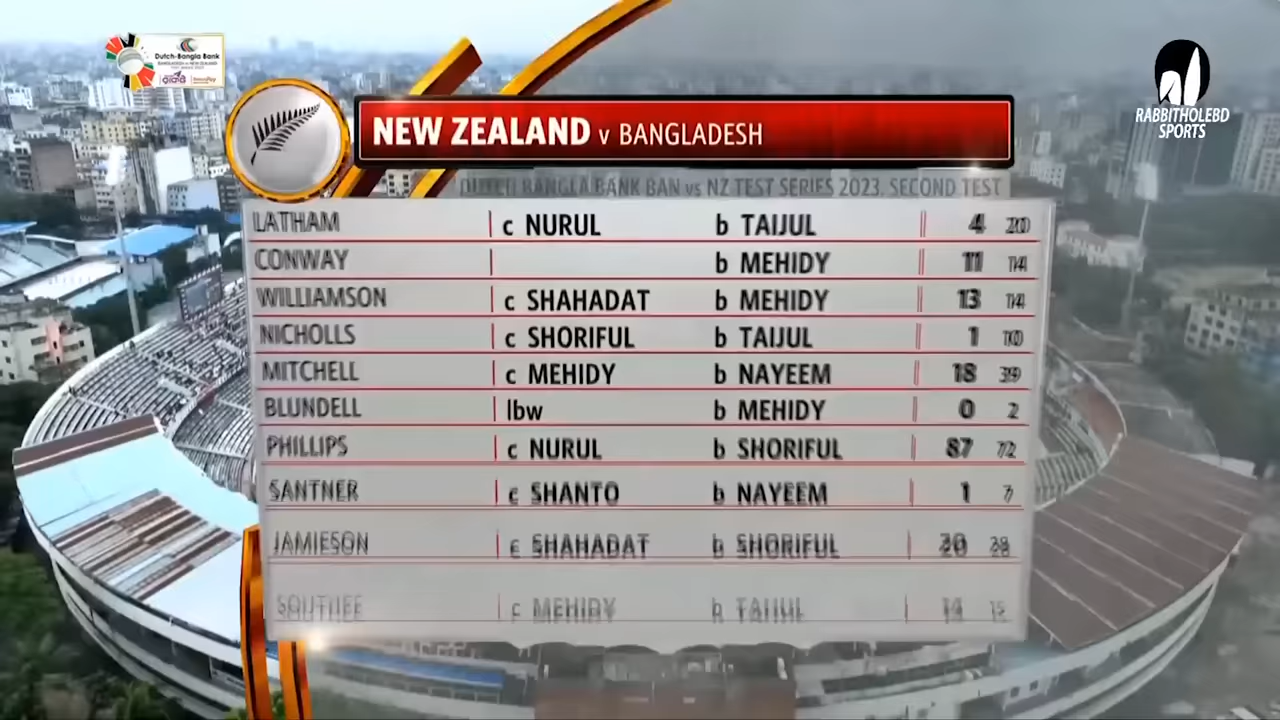 Dutch-Bangla Bank
RABBITHOLEBD
SPORTS
NEW ZEALAND v BANGLADESH
DUTCH BANGLA BANK BAN vs NZ TEST SERIES 2023, SECOND TEST
LATHAM c NURUL b TAIJUL 4 20
CONWAY b MEHIDY 11 14
WILLIAMSON c SHAHADAT b MEHIDY 13 14
NICHOLLS c SHORIFUL b TAIJUL 1 10
MITCHELL c MEHIDY b NAYEEM 18 39
BLUNDELL lbw b MEHIDY 0 2
PHILLIPS c NURUL b SHORIFUL 87 72
SANTNER c SHANTO b NAYEEM 1 7
JAMIESON c SHAHADAT b SHORIFUL 20 28
SOUTHEE c MEHIDY b TAIJUL 14 15